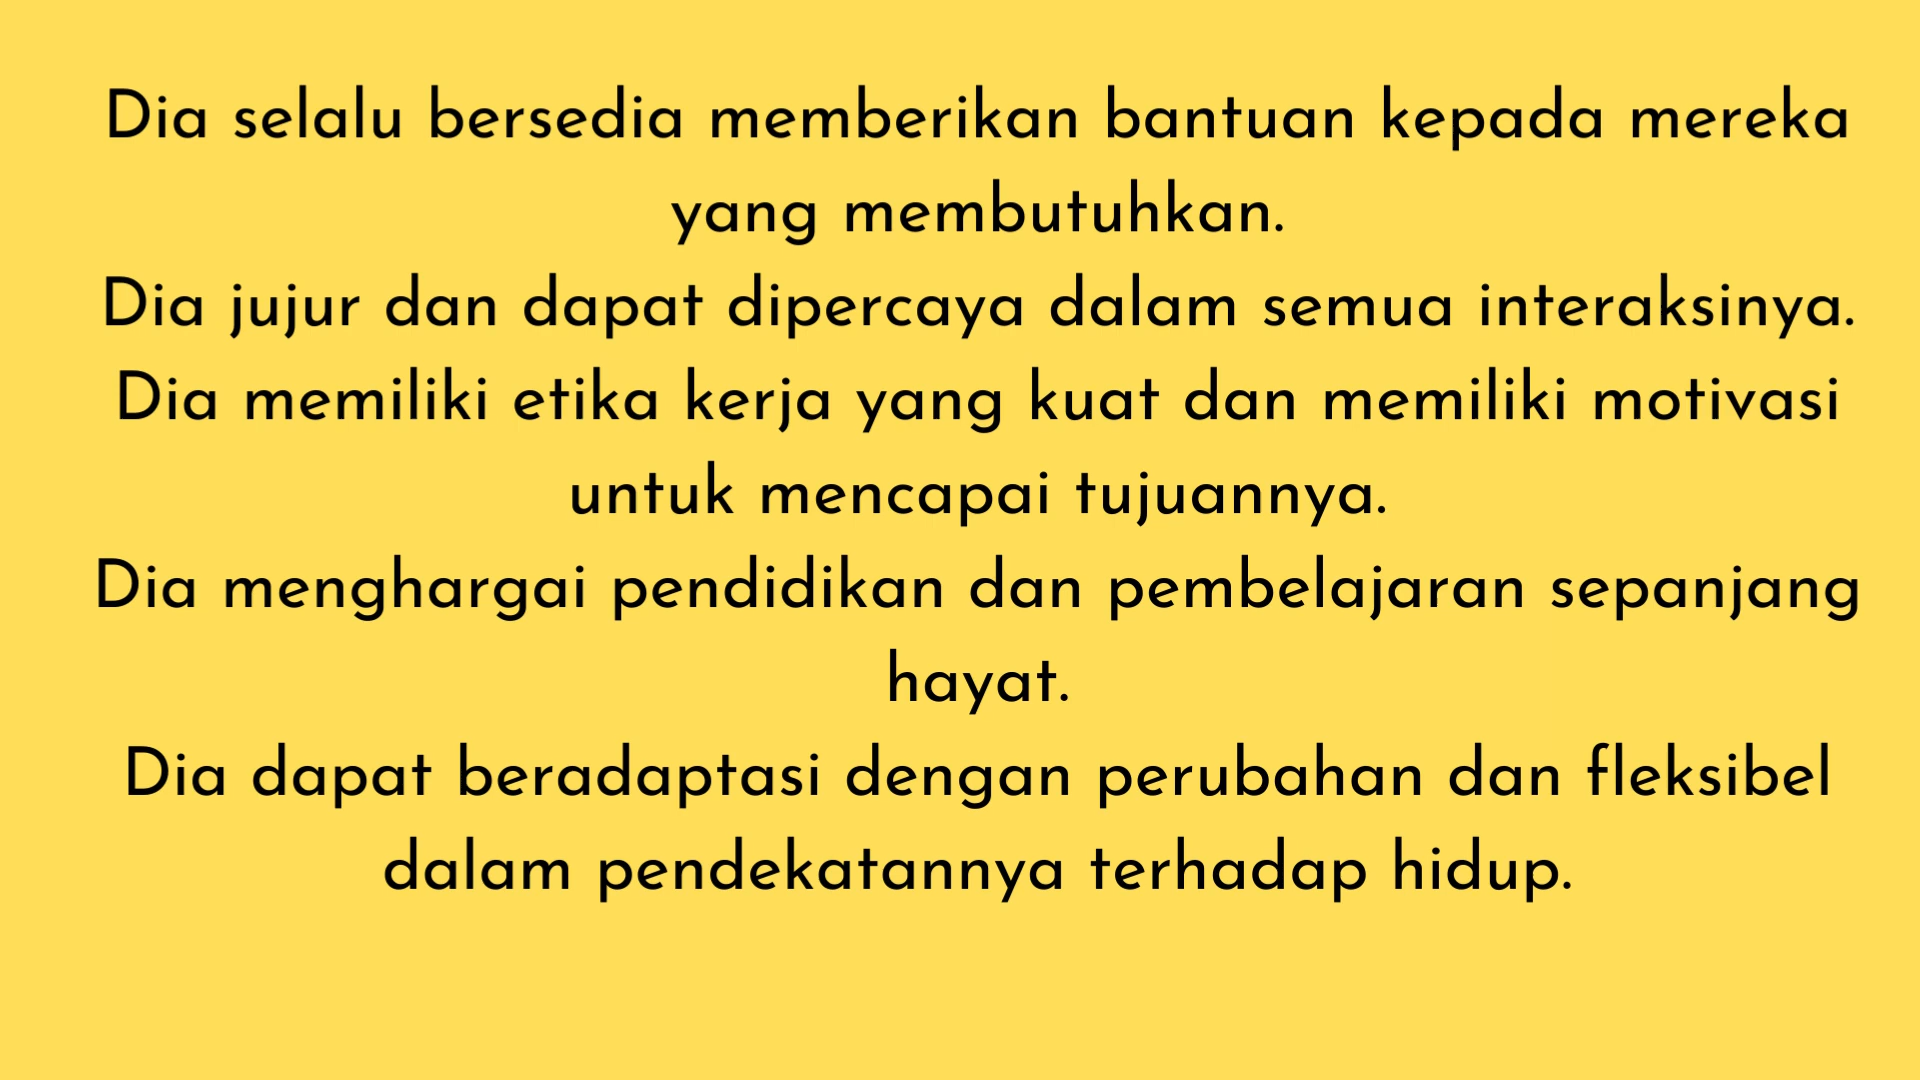 Dia selalu bersedia memberikan bantuan kepada mereka
yang membutuhkan.
Dia jujur dan dapat dipercaya dalam semua interaksinya.
Dia memiliki etika kerja yang kuat dan memiliki motivasi
untuk mencapai tujuannya.
Dia menghargai pendidikan dan pembelajaran sepanjang
hayat.
Dia dapat beradaptasi dengan perubahan dan fleksibel
dalam pendekatannya terhadap hidup.